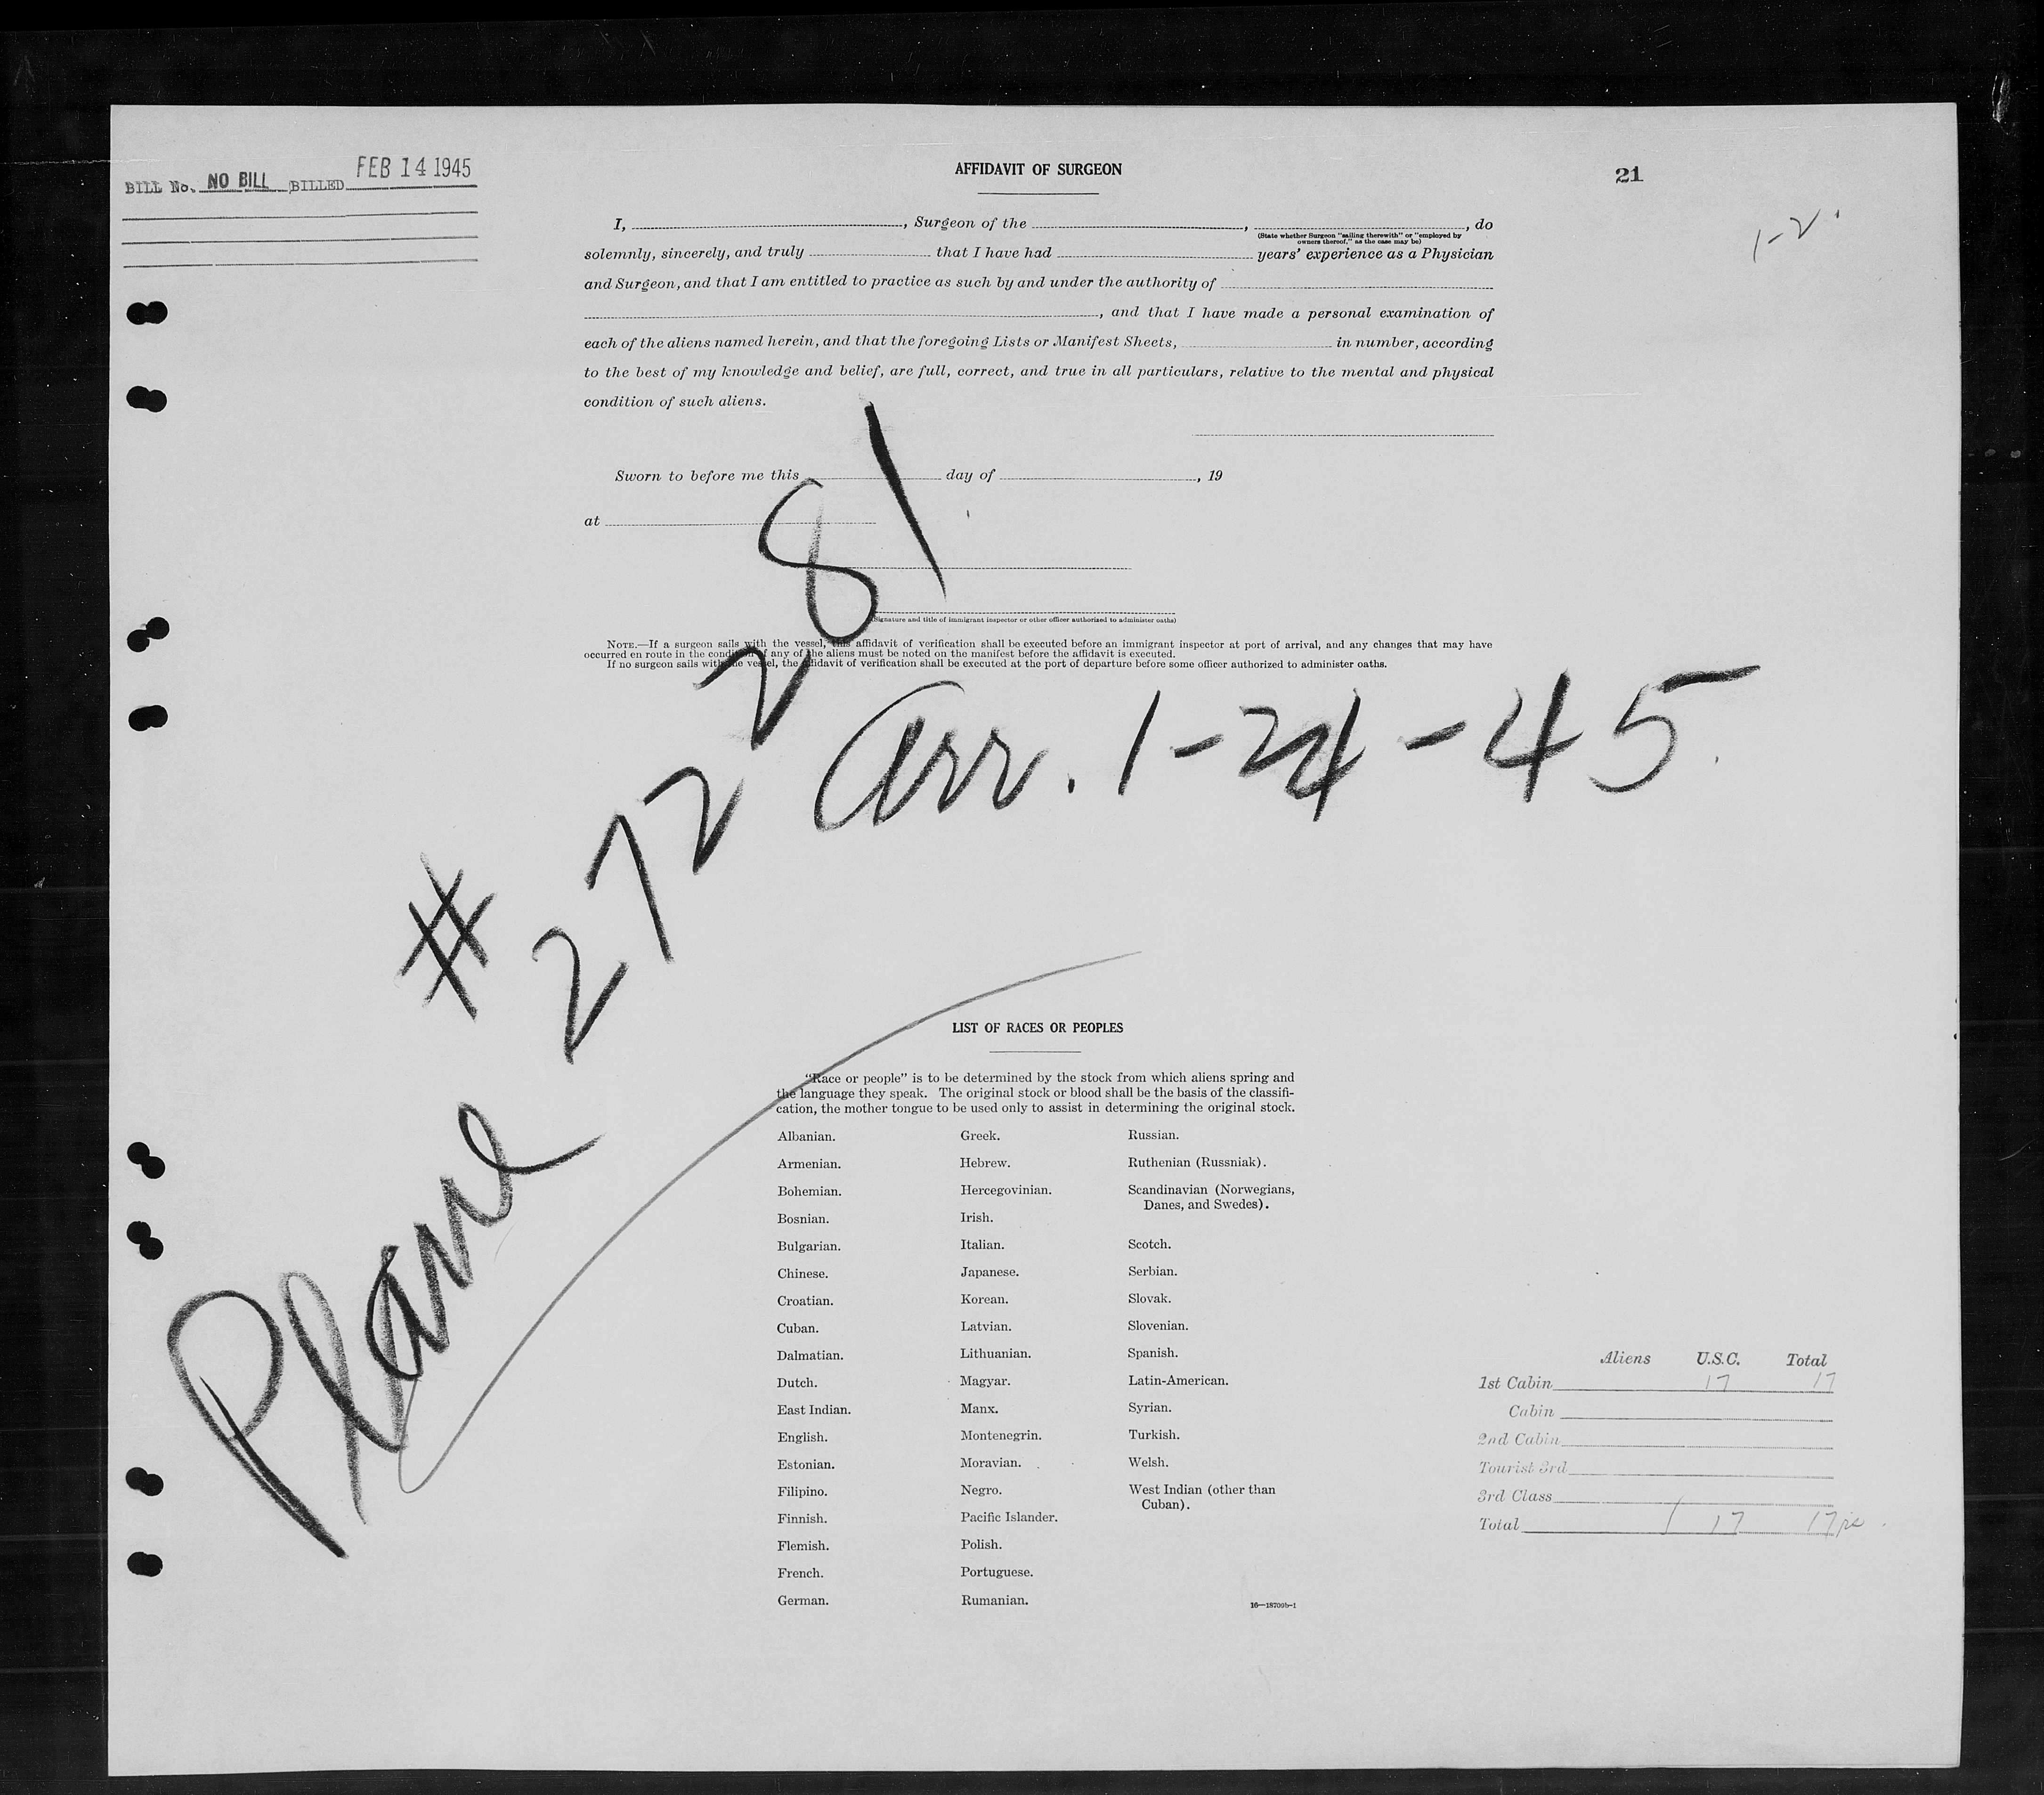 BILL No. NO BILL BILLED FEB 14 1945
AFFIDAVIT OF SURGEON
21
1-2
I, , Surgeon of the , , do
(State whether Surgeon "sailing therewith" or "employed by
owners thereof," as the case may be)
solemnly, sincerely, and truly that I have had years' experience as a Physician
and Surgeon, and that I am entitled to practice as such by and under the authority of
, and that I have made a personal examination of
each of the aliens named herein, and that the foregoing Lists or Manifest Sheets, in number, according
to the best of my knowledge and belief, are full, correct, and true in all particulars, relative to the mental and physical
condition of such aliens.
Sworn to before me this day of , 19
at
(Signature and title of immigrant inspector or other officer authorized to administer oaths)
NOTE.—If a surgeon sails with the vessel, this affidavit of verification shall be executed before an immigrant inspector at port of arrival, and any changes that may have
occurred en route in the condition of any of the aliens must be noted on the manifest before the affidavit is executed.
If no surgeon sails with the vessel, the affidavit of verification shall be executed at the port of departure before some officer authorized to administer oaths.
Plane # 272281
Arr. 1-24-45.
LIST OF RACES OR PEOPLES
"Race or people" is to be determined by the stock from which aliens spring and
the language they speak. The original stock or blood shall be the basis of the classifi-
cation, the mother tongue to be used only to assist in determining the original stock.
Albanian.
Armenian.
Bohemian.
Bosnian.
Bulgarian.
Chinese.
Croatian.
Cuban.
Dalmatian.
Dutch.
East Indian.
English.
Estonian.
Filipino.
Finnish.
Flemish.
French.
German.
Greek.
Hebrew.
Hercegovinian.
Irish.
Italian.
Japanese.
Korean.
Latvian.
Lithuanian.
Magyar.
Manx.
Montenegrin.
Moravian.
Negro.
Pacific Islander.
Polish.
Portuguese.
Rumanian.
Russian.
Ruthenian (Russniak).
Scandinavian (Norwegians,
Danes, and Swedes).
Scotch.
Serbian.
Slovak.
Slovenian.
Spanish.
Latin-American.
Syrian.
Turkish.
Welsh.
West Indian (other than
Cuban).
16—18709b-1
Aliens U.S.C. Total
1st Cabin 17 17
Cabin
2nd Cabin
Tourist 3rd
3rd Class
Total 17 17